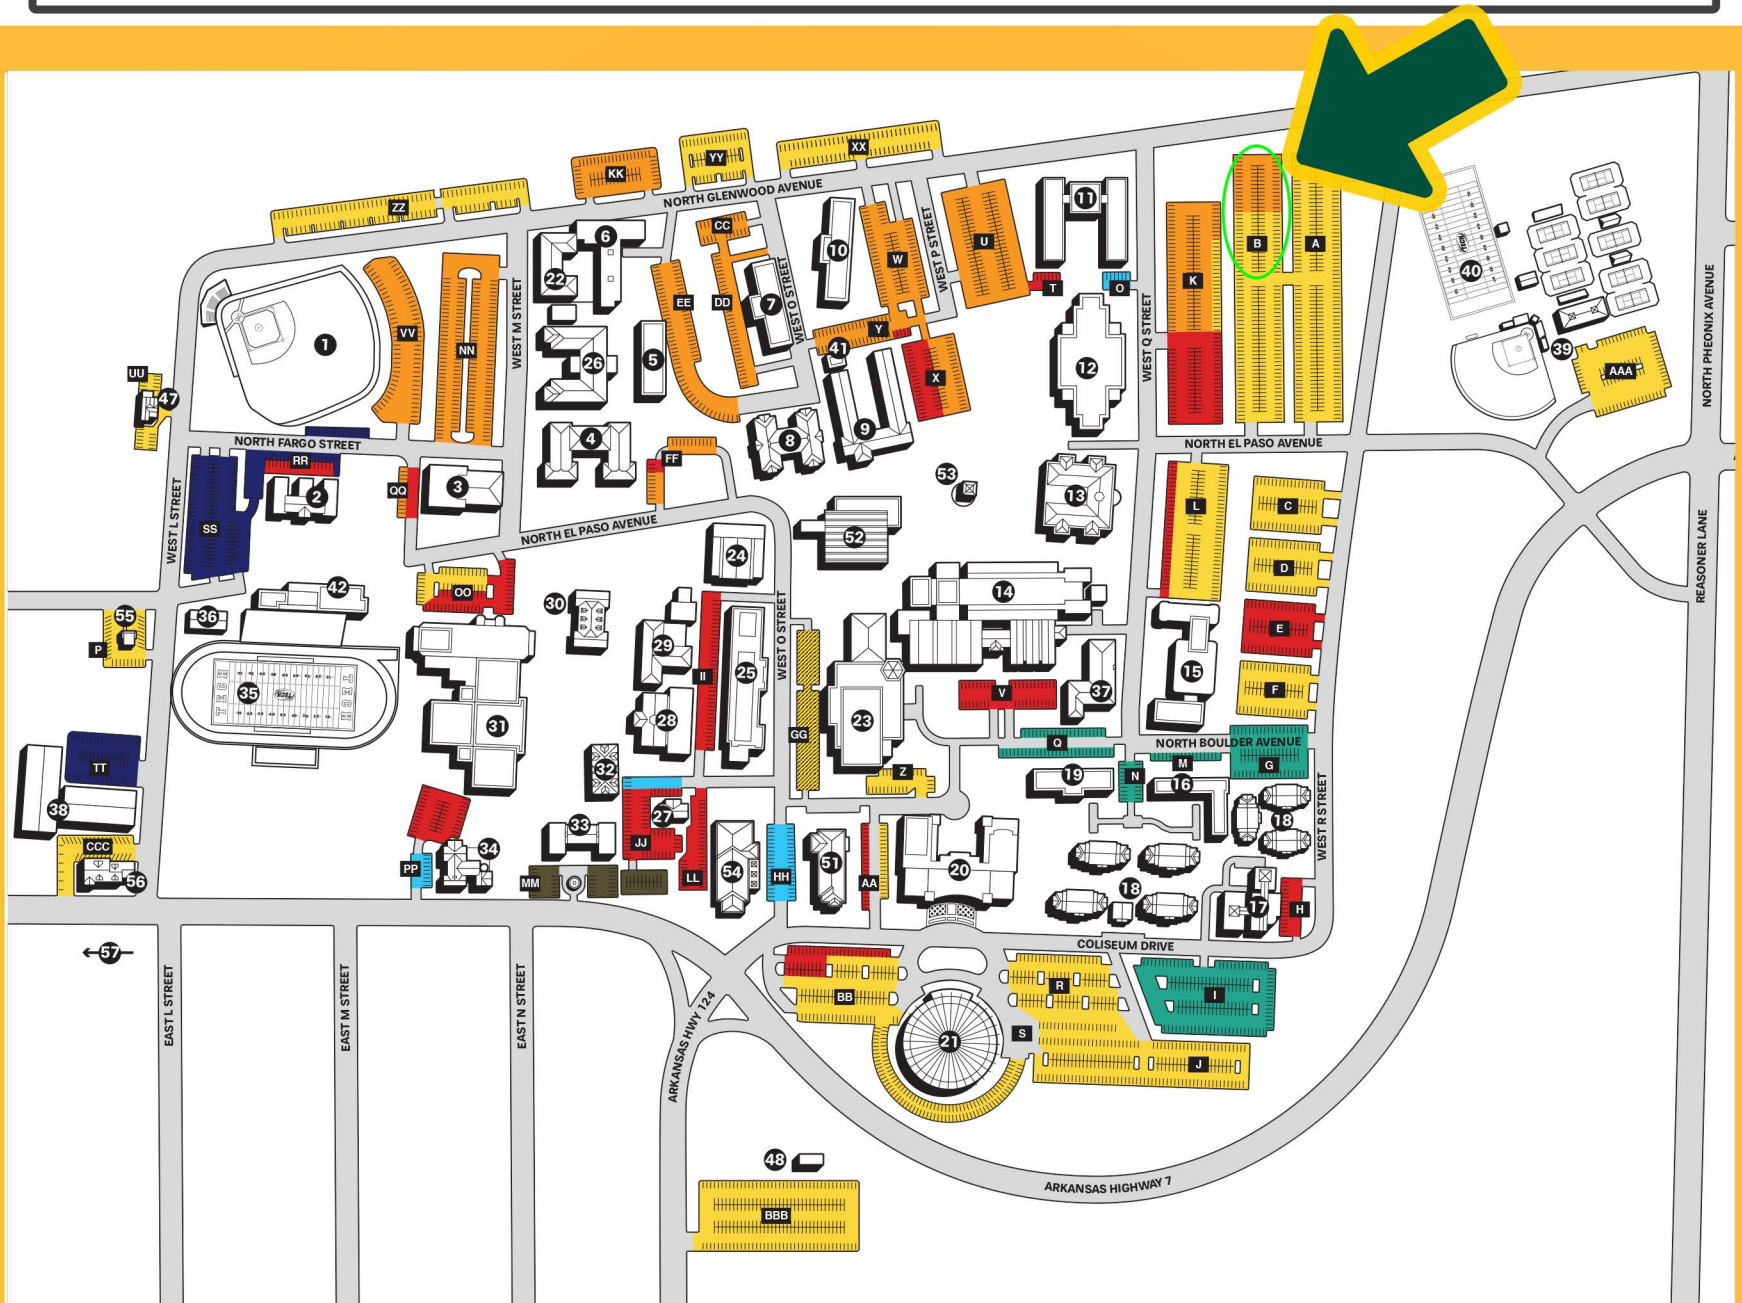 XX
YY
KK
ZZ
NORTH GLENWOOD AVENUE
11
6
CC
10
W
WEST P STREET
U
B
A
40
22
K
T
O
EE
DD
7
WEST O STREET
WEST M STREET
1
VV
NN
26
5
Y
41
X
12
WEST Q STREET
39
AAA
NORTH PHEONIX AVENUE
UU
47
NORTH FARGO STREET
4
8
9
NORTH EL PASO AVENUE
RR
2
QQ
3
FF
53
13
L
C
SS
WEST L STREET
NORTH EL PASO AVENUE
24
52
D
REASONER LANE
42
OO
30
14
55
36
P
29
II
25
WEST O STREET
E
15
37
F
35
TECH
TECH
31
28
GG
23
V
Q
NORTH BOULDER AVENUE
M
G
TT
32
Z
19
N
16
38
27
33
JJ
18
WEST R STREET
CCC
34
PP
56
MM
LL
54
HH
51
AA
20
18
17
H
57
COLISEUM DRIVE
EAST L STREET
EAST M STREET
EAST N STREET
ARKANSAS HWY 124
BB
R
I
S
21
J
48
ARKANSAS HIGHWAY 7
BBB